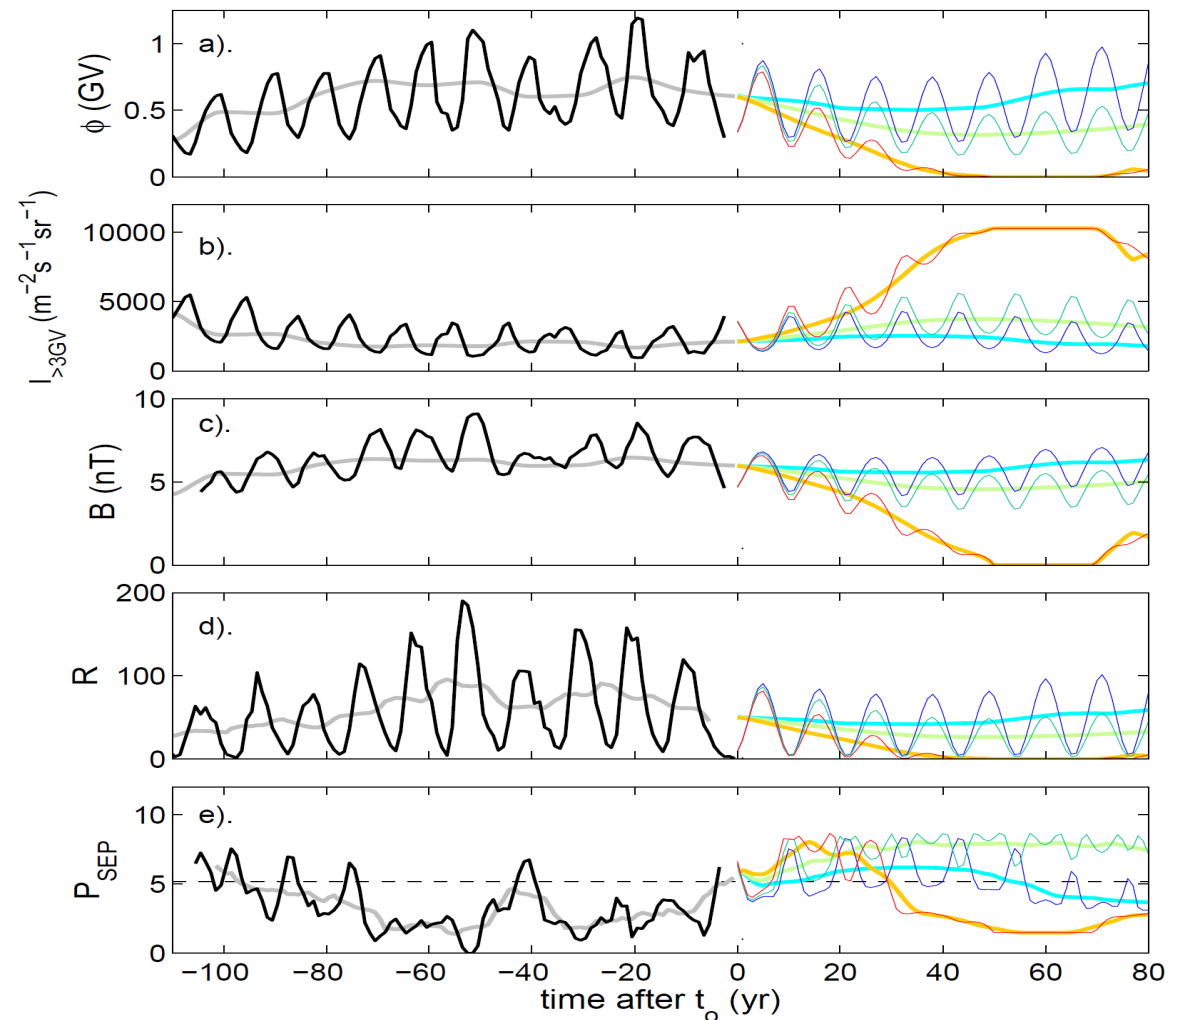 a).
φ (GV)
1
0.5
0
b).
I>3GV (m⁻²s⁻¹sr⁻¹)
10000
5000
0
c).
B (nT)
10
5
0
d).
R
200
100
0
e).
PSEP
10
5
0
−100 −80 −60 −40 −20 0 20 40 60 80
time after to (yr)